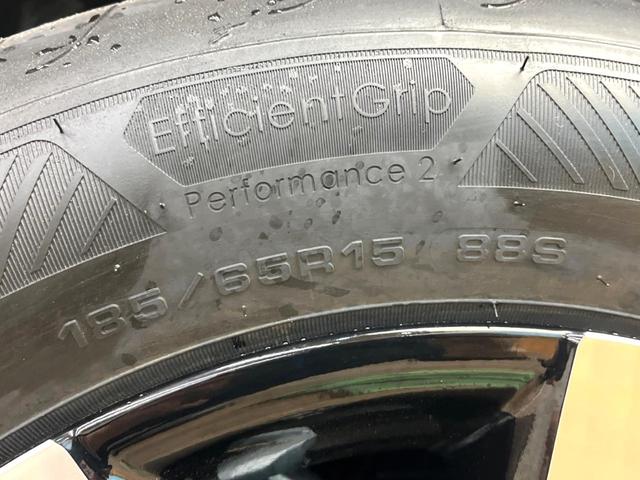 EfficientGrip
Performance 2
185/65R15 88S